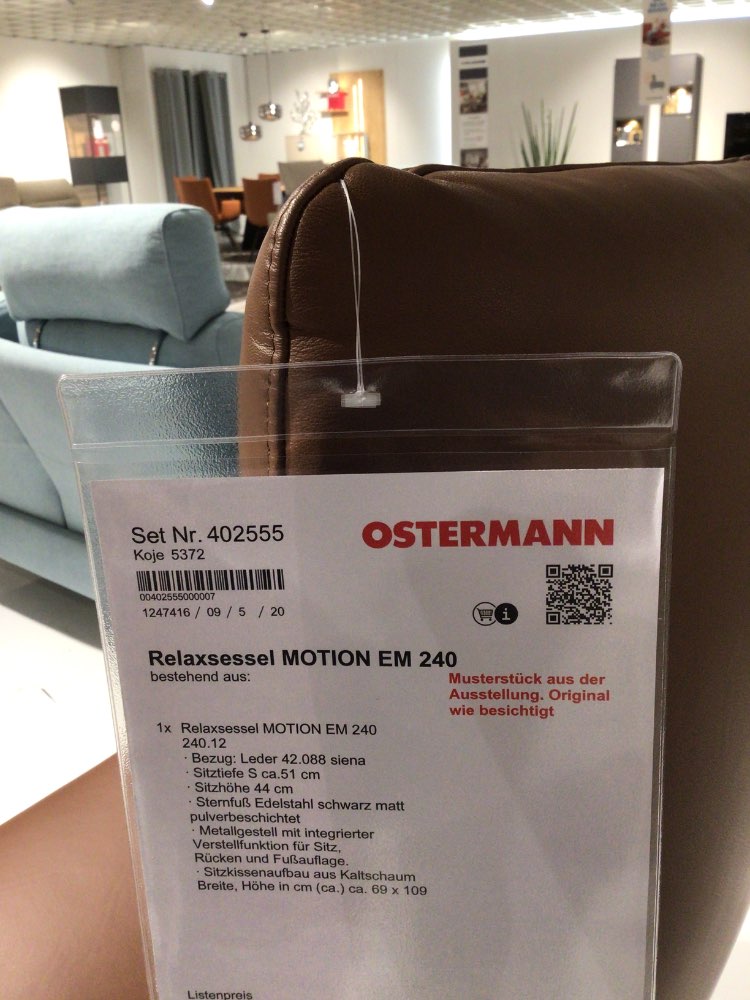 Set Nr. 402555
OSTERMANN
Koje 5372
00402555000007
1247416 / 09 / 5 / 20
i
Relaxsessel MOTION EM 240
bestehend aus:
Musterstück aus der
Ausstellung. Original
wie besichtigt
1x Relaxsessel MOTION EM 240
240.12
· Bezug: Leder 42.088 siena
· Sitztiefe S ca.51 cm
· Sitzhöhe 44 cm
· Sternfuß Edelstahl schwarz matt
pulverbeschichtet
· Metallgestell mit integrierter
Verstellfunktion für Sitz,
Rücken und Fußauflage.
· Sitzkissenaufbau aus Kaltschaum
Breite, Höhe in cm (ca.) ca. 69 x 109
Listenpreis